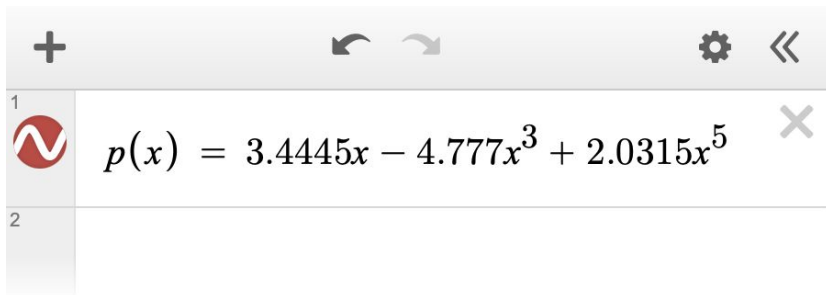 1
p(x) = 3.4445x − 4.777x³ + 2.0315x⁵
2